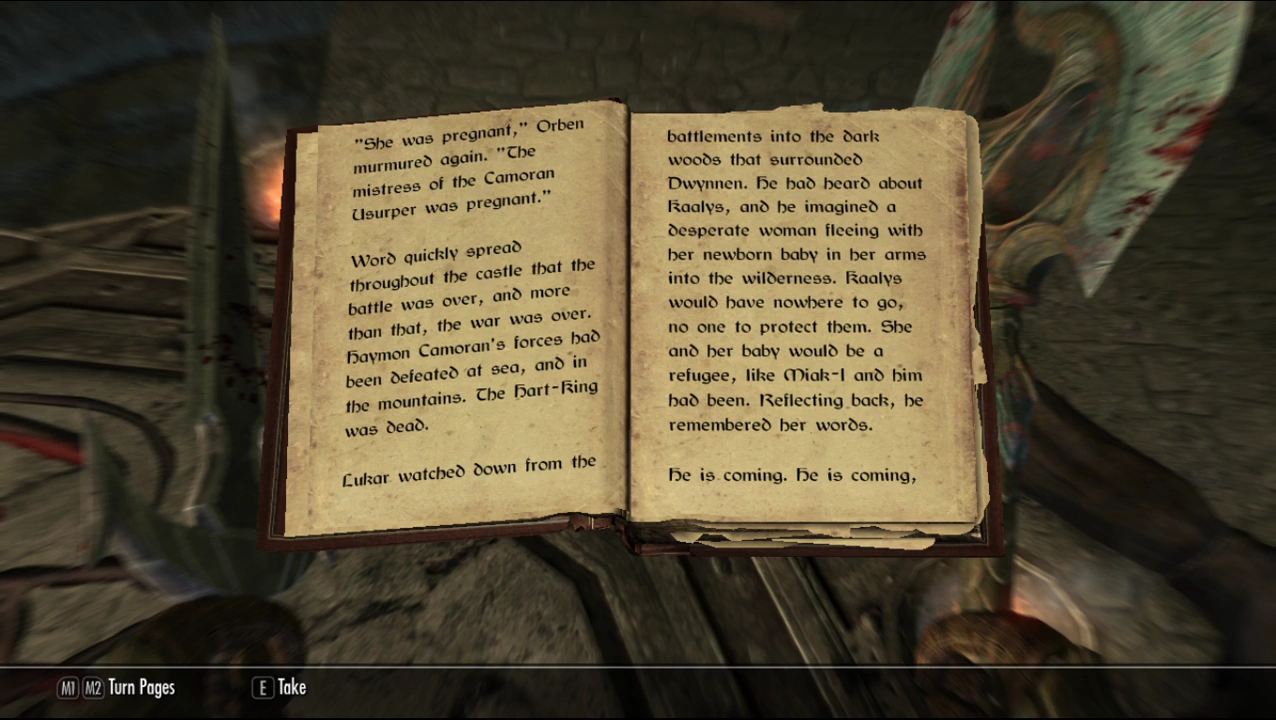 "She was pregnant," Orben
murmured again. "The
mistress of the Camoran
Usurper was pregnant."
Word quickly spread
throughout the castle that the
battle was over, and more
than that, the war was over.
Haymon Camoran's forces had
been defeated at sea, and in
the mountains. The Hart-King
was dead.
Lukar watched down from the
battlements into the dark
woods that surrounded
Dwynnen. He had heard about
Kaalys, and he imagined a
desperate woman fleeing with
her newborn baby in her arms
into the wilderness. Kaalys
would have nowhere to go,
no one to protect them. She
and her baby would be a
refugee, like Miak-I and him
had been. Reflecting back, he
remembered her words.
He is coming. He is coming,
M1 M2 Turn Pages
E Take